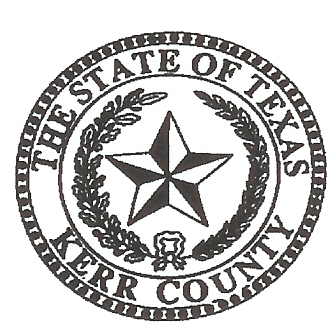 THE STATE OF TEXAS
KERR COUNTY